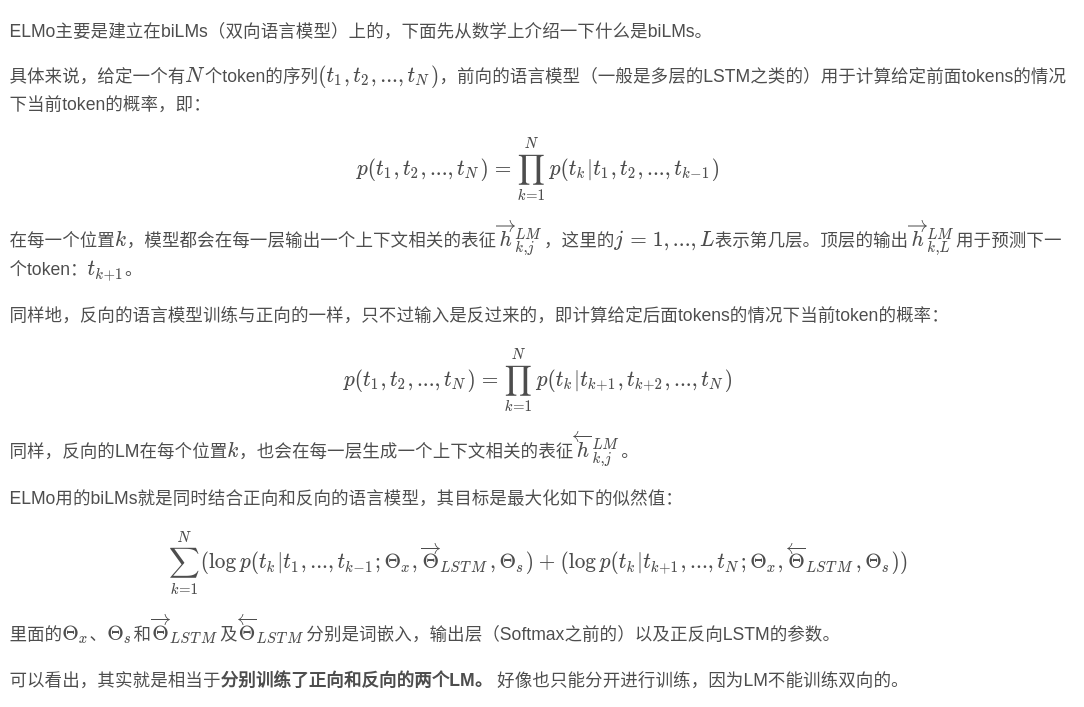 ELMo主要是建立在biLMs（双向语言模型）上的，下面先从数学上介绍一下什么是biLMs。
具体来说，给定一个有N个token的序列(t_1, t_2, ..., t_N)，前向的语言模型（一般是多层的LSTM之类的）用于计算给定前面tokens的情况
下当前token的概率，即：
p(t_1, t_2, ..., t_N) = \prod_{k=1}^{N} p(t_k|t_1, t_2, ..., t_{k-1})
在每一个位置k，模型都会在每一层输出一个上下文相关的表征\overrightarrow{h}_{k,j}^{LM}，这里的j = 1, ..., L表示第几层。顶层的输出\overrightarrow{h}_{k,L}^{LM}用于预测下一
个token：t_{k+1}。
同样地，反向的语言模型训练与正向的一样，只不过输入是反过来的，即计算给定后面tokens的情况下当前token的概率：
p(t_1, t_2, ..., t_N) = \prod_{k=1}^{N} p(t_k|t_{k+1}, t_{k+2}, ..., t_N)
同样，反向的LM在每个位置k，也会在每一层生成一个上下文相关的表征\overleftarrow{h}_{k,j}^{LM}。
ELMo用的biLMs就是同时结合正向和反向的语言模型，其目标是最大化如下的似然值：
\sum_{k=1}^{N} (\log p(t_k|t_1, ..., t_{k-1}; Θ_x, \overrightarrow{Θ}_{LSTM}, Θ_s) + (\log p(t_k|t_{k+1}, ..., t_N; Θ_x, \overleftarrow{Θ}_{LSTM}, Θ_s))
里面的Θ_x、Θ_s和\overrightarrow{Θ}_{LSTM}及\overleftarrow{Θ}_{LSTM}分别是词嵌入，输出层（Softmax之前的）以及正反向LSTM的参数。
可以看出，其实就是相当于分别训练了正向和反向的两个LM。 好像也只能分开进行训练，因为LM不能训练双向的。